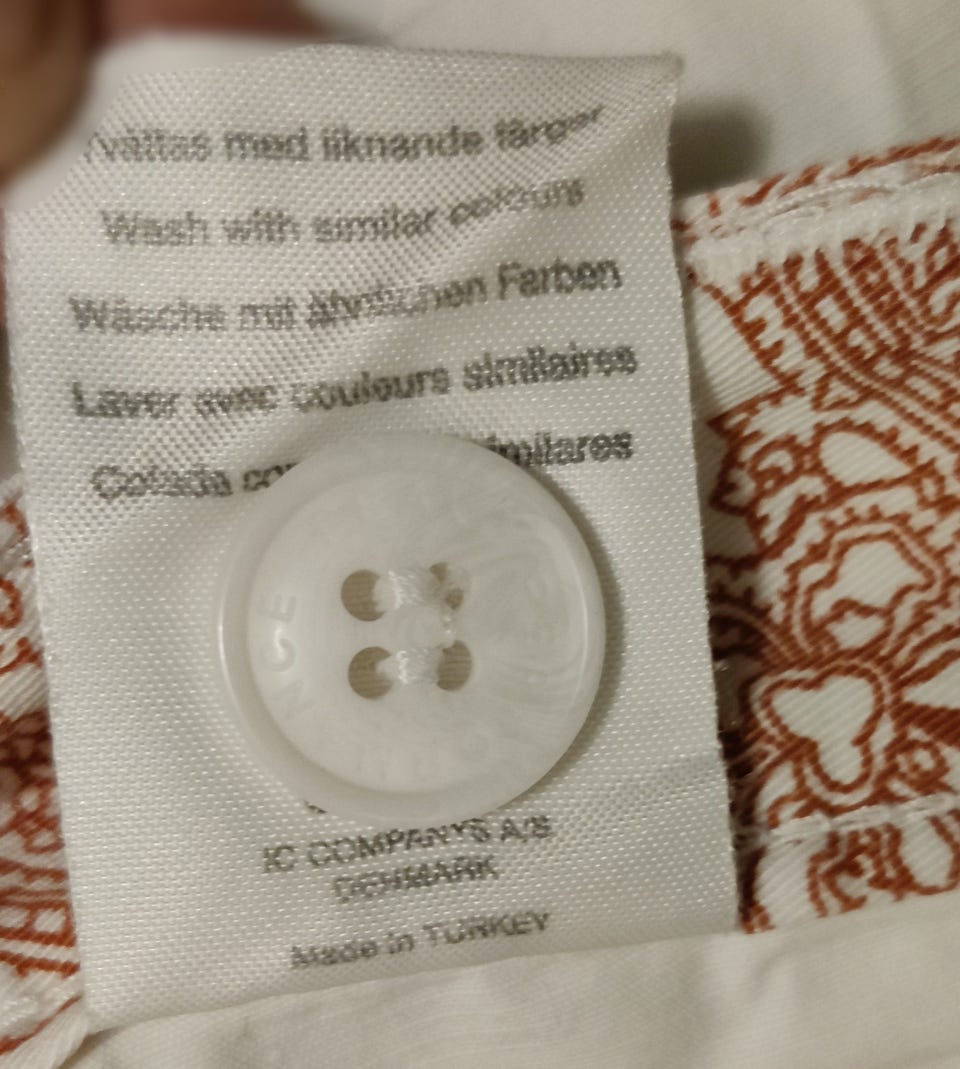 Tvättas med liknande färger
Wash with similar colours
Wäsche mit ähnlichen Farben
Laver avec couleurs similaires
Colada
IC COMPANYS A/S
DENMARK
Made in TURKEY